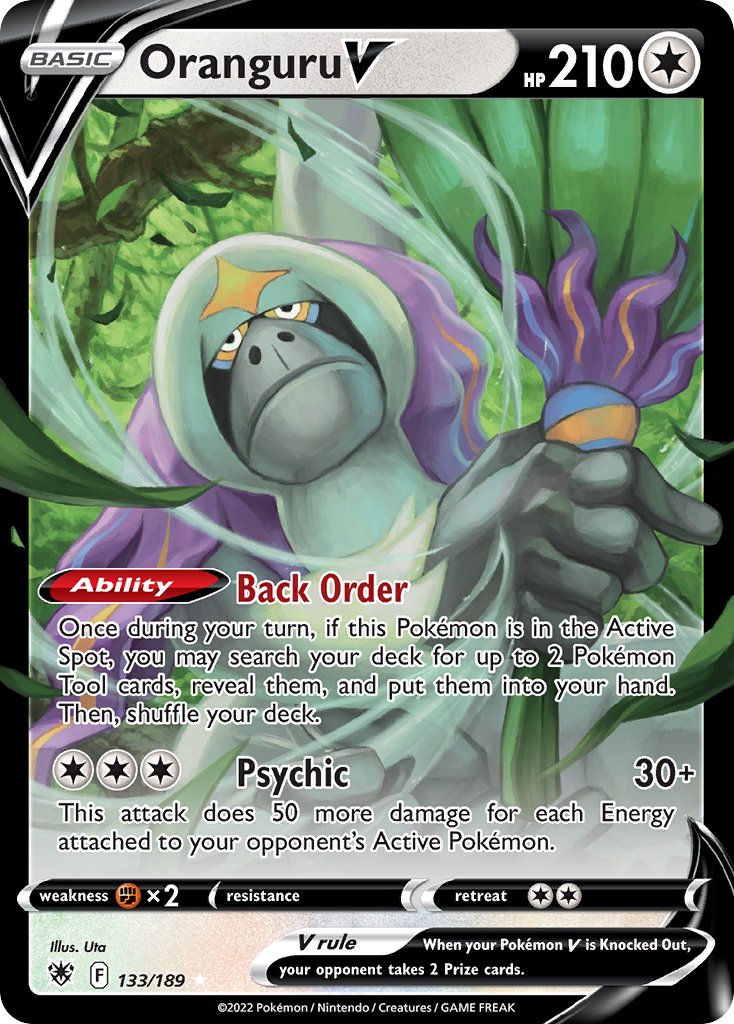 BASIC OranguruV HP 210
Ability Back Order
Once during your turn, if this Pokémon is in the Active
Spot, you may search your deck for up to 2 Pokémon
Tool cards, reveal them, and put them into your hand.
Then, shuffle your deck.
Psychic 30+
This attack does 50 more damage for each Energy
attached to your opponent's Active Pokémon.
weakness ×2 resistance retreat
Illus. Uta
V rule When your Pokémon V is Knocked Out,
your opponent takes 2 Prize cards.
F 133/189
©2022 Pokémon / Nintendo / Creatures / GAME FREAK